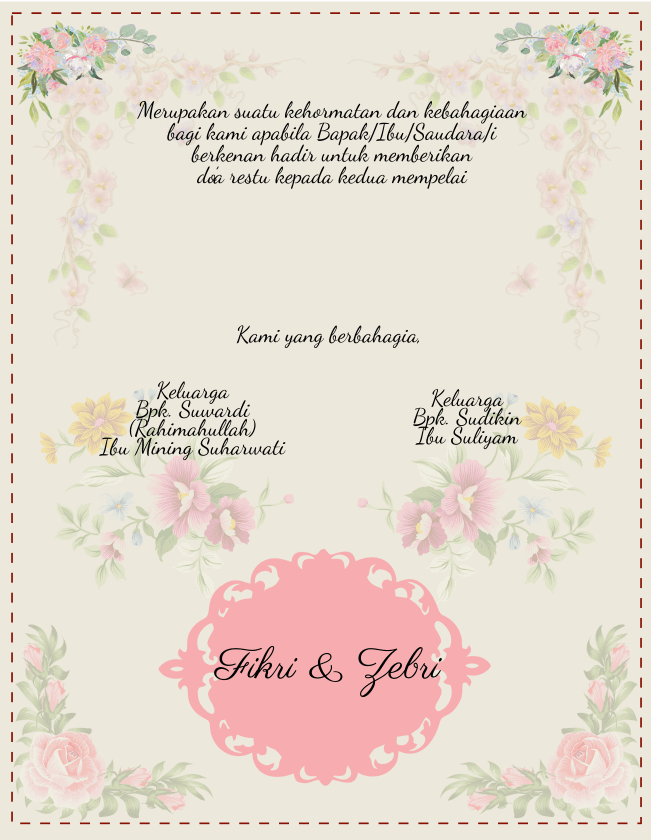 Merupakan suatu kehormatan dan kebahagiaan
bagi kami apabila Bapak/Ibu/Saudara/i
berkenan hadir untuk memberikan
do'a restu kepada kedua mempelai
Kami yang berbahagia,
Keluarga
Bpk. Suwardi
(Rahimahullah)
Ibu Mining Suharwati
Keluarga
Bpk. Sudikin
Ibu Suliyam
Fikri & Zebri